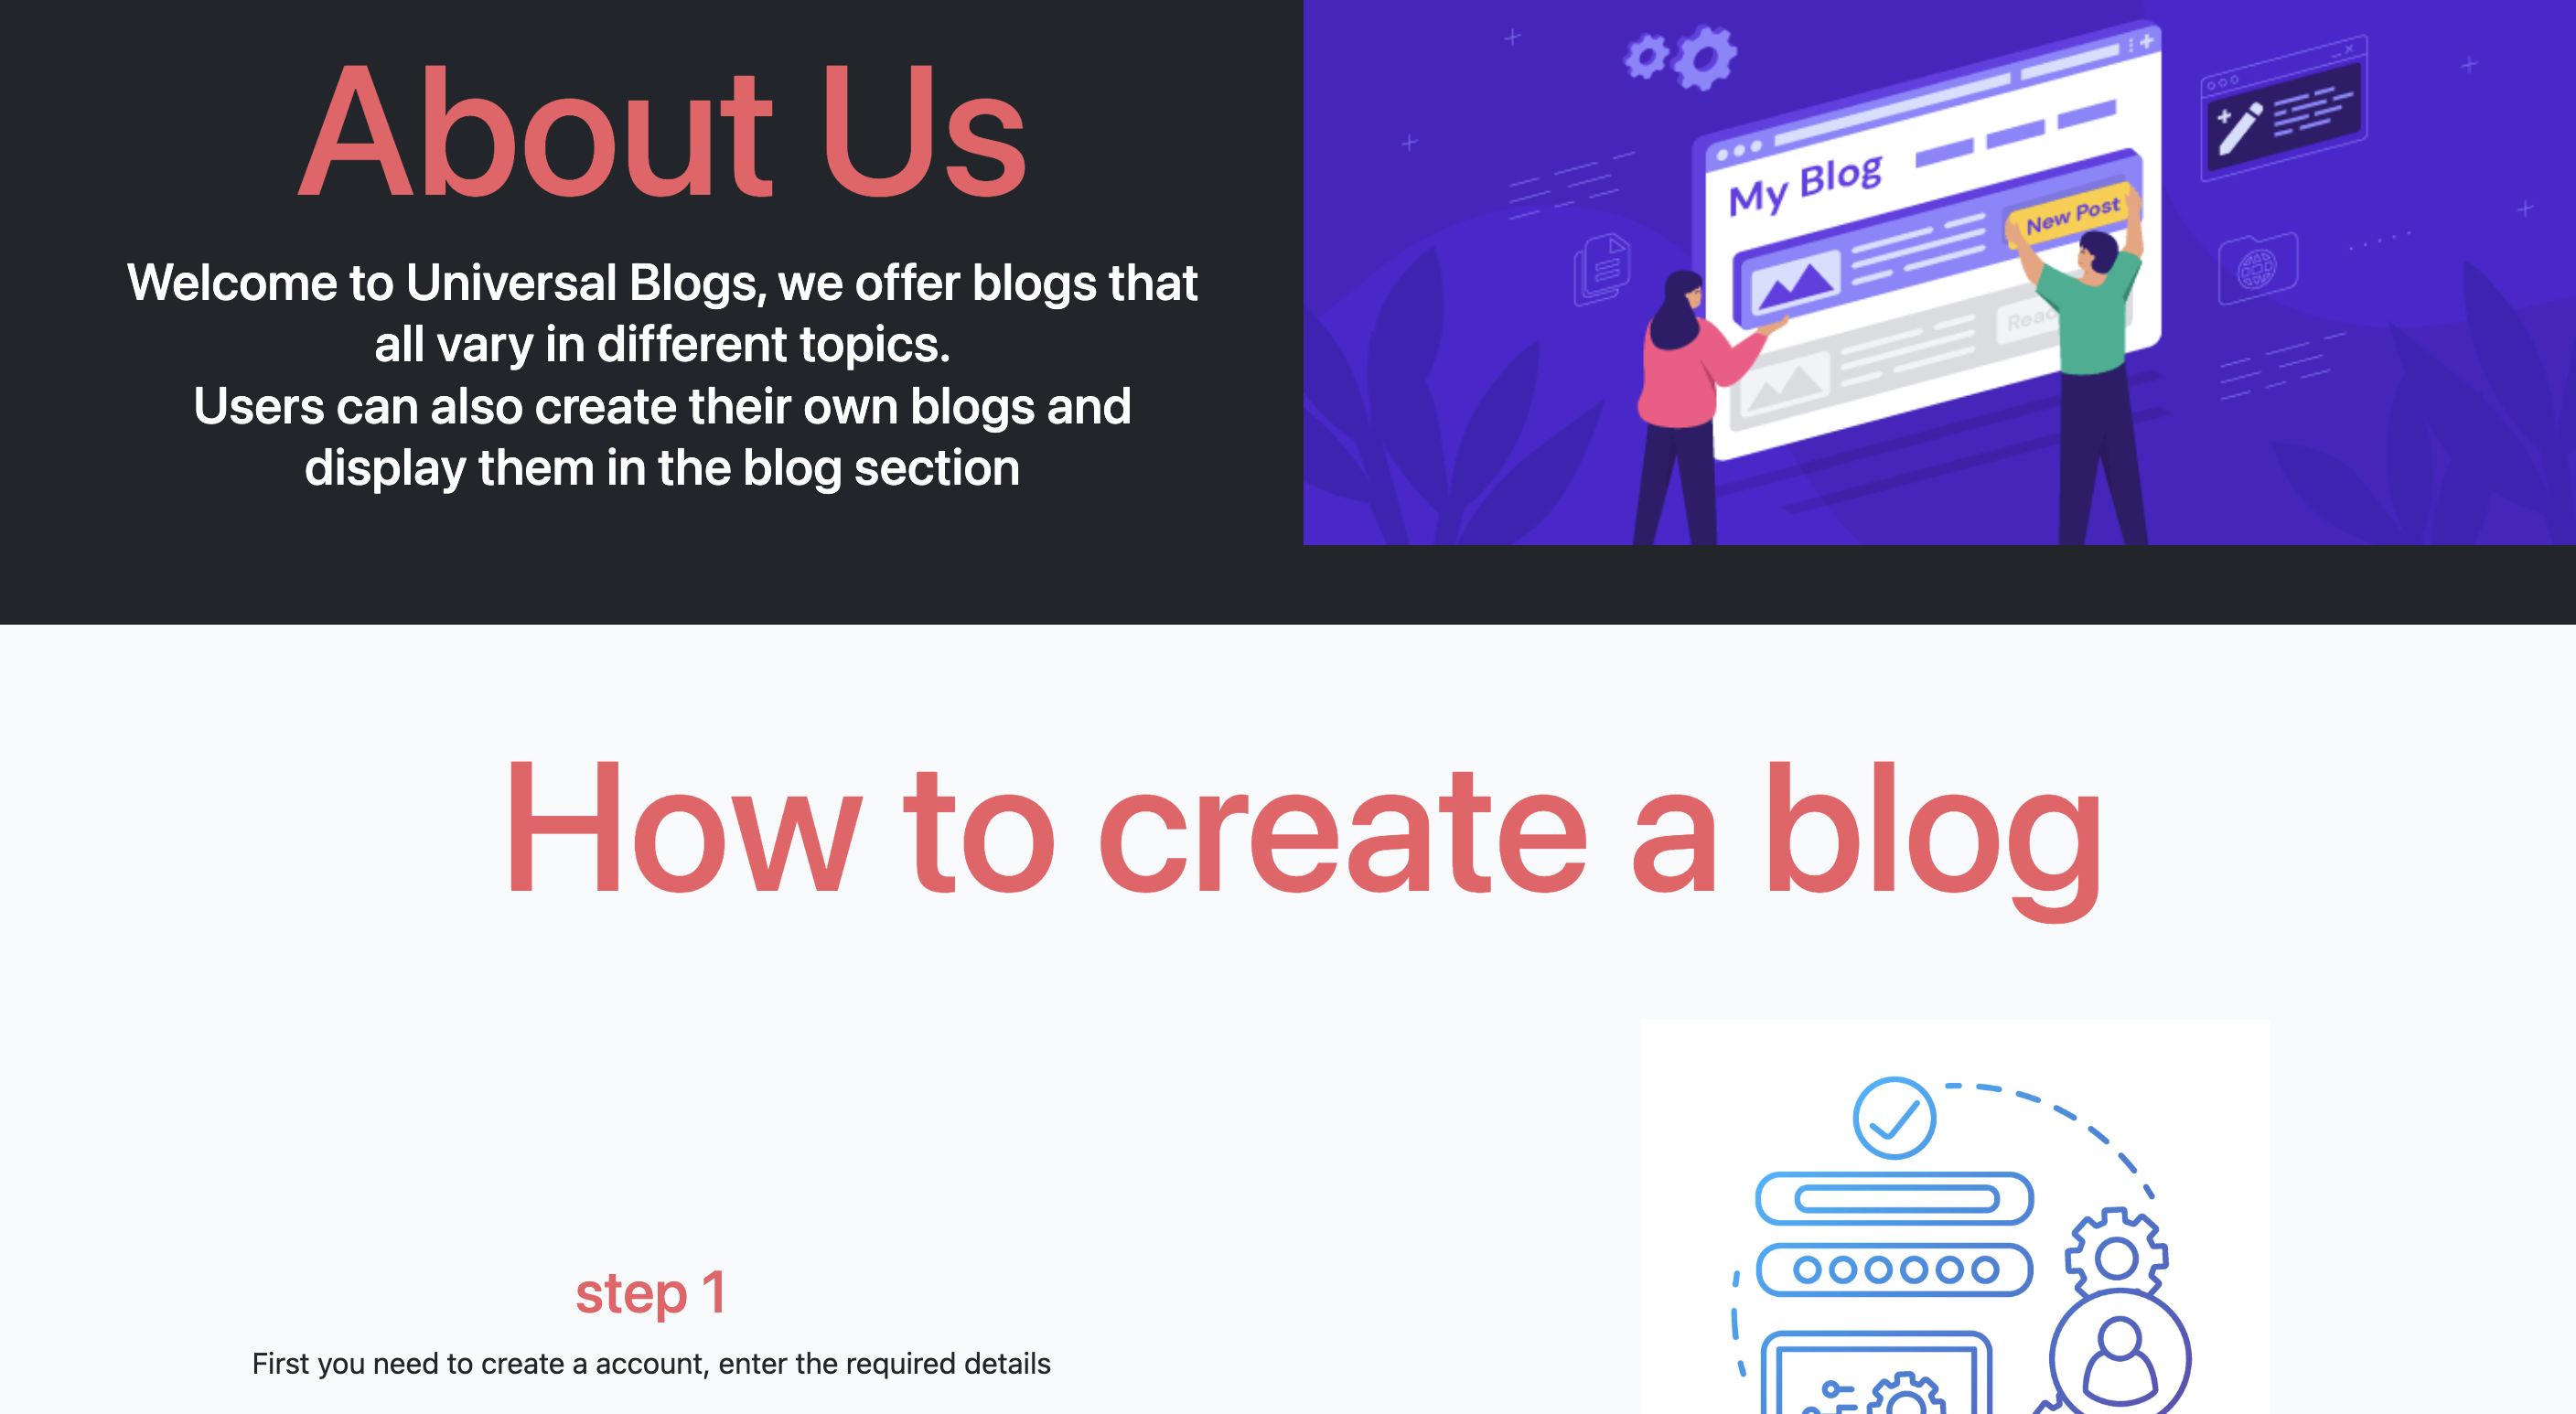 About Us
Welcome to Universal Blogs, we offer blogs that
all vary in different topics.
Users can also create their own blogs and
display them in the blog section
My Blog
New Post
How to create a blog
step 1
First you need to create a account, enter the required details